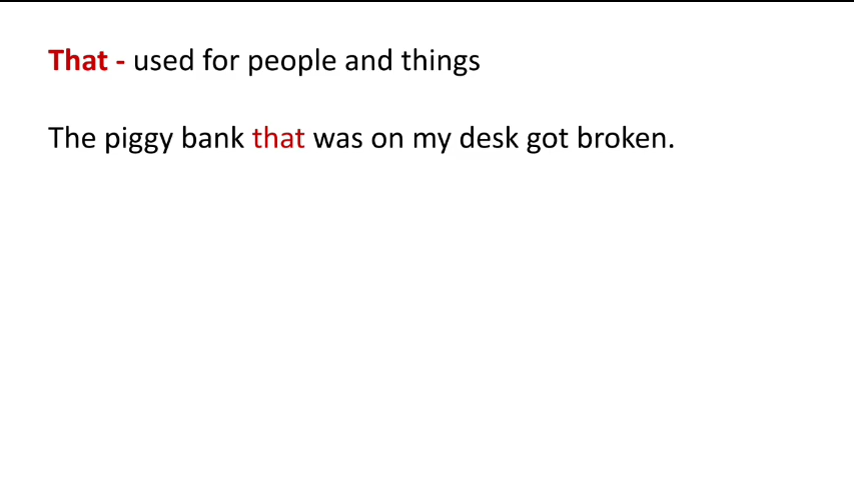 That - used for people and things
The piggy bank that was on my desk got broken.